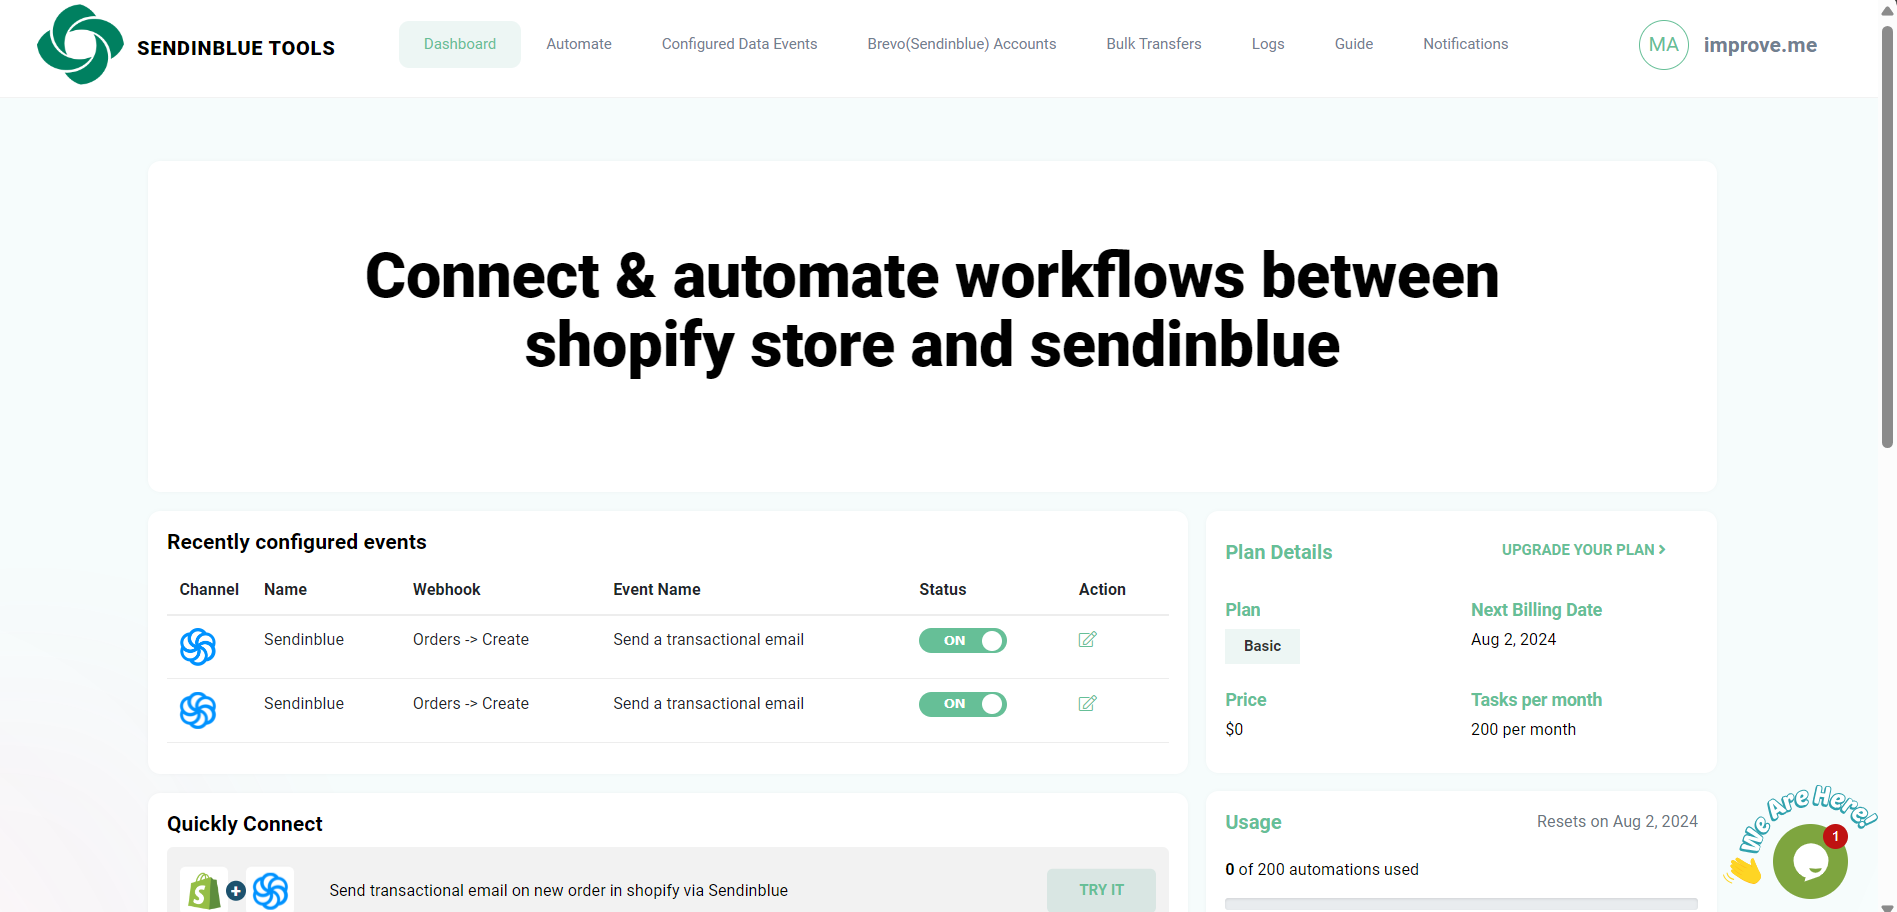 SENDINBLUE TOOLS
Dashboard
Automate
Configured Data Events
Brevo(Sendinblue) Accounts
Bulk Transfers
Logs
Guide
Notifications
MA
improve.me
Connect & automate workflows between
shopify store and sendinblue
Recently configured events
Channel Name Webhook Event Name Status Action
Sendinblue Orders -> Create Send a transactional email ON
Sendinblue Orders -> Create Send a transactional email ON
Plan Details
UPGRADE YOUR PLAN >
Plan
Basic
Next Billing Date
Aug 2, 2024
Price
$0
Tasks per month
200 per month
Quickly Connect
Send transactional email on new order in shopify via Sendinblue
TRY IT
Usage
Resets on Aug 2, 2024
0 of 200 automations used
We Are Here!
1